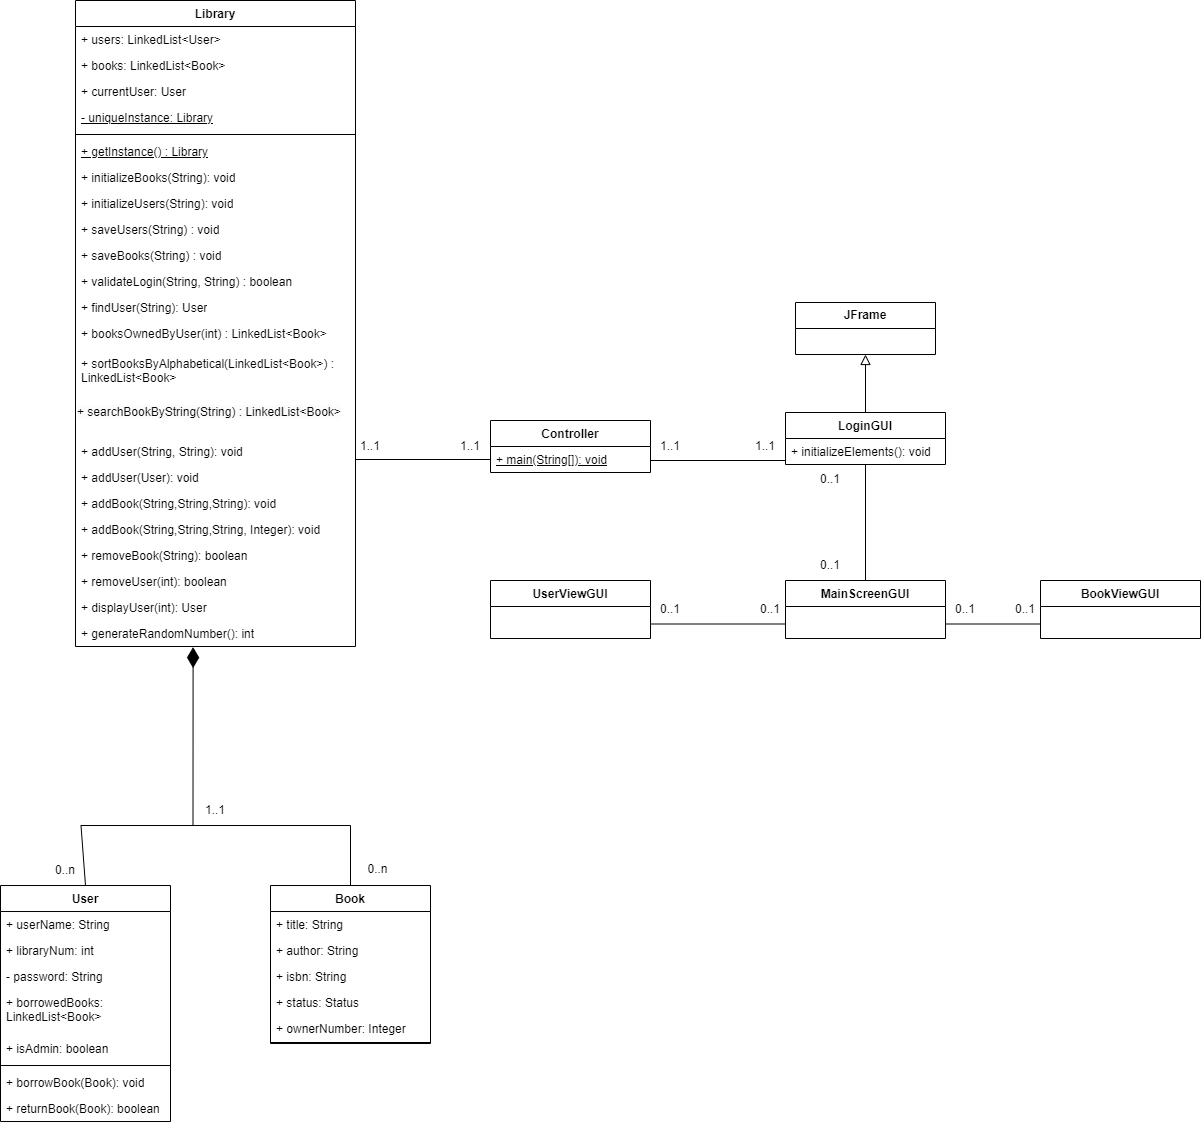 Library
+ users: LinkedList<User>
+ books: LinkedList<Book>
+ currentUser: User
- uniqueInstance: Library
+ getInstance() : Library
+ initializeBooks(String): void
+ initializeUsers(String): void
+ saveUsers(String) : void
+ saveBooks(String) : void
+ validateLogin(String, String) : boolean
+ findUser(String): User
+ booksOwnedByUser(int) : LinkedList<Book>
+ sortBooksByAlphabetical(LinkedList<Book>) :
LinkedList<Book>
+ searchBookByString(String) : LinkedList<Book>
+ addUser(String, String): void
+ addUser(User): void
+ addBook(String,String,String): void
+ addBook(String,String,String, Integer): void
+ removeBook(String): boolean
+ removeUser(int): boolean
+ displayUser(int): User
+ generateRandomNumber(): int
1..1
1..1
Controller
+ main(String[]): void
1..1
1..1
JFrame
LoginGUI
+ initializeElements(): void
0..1
0..1
UserViewGUI
0..1
0..1
MainScreenGUI
0..1
0..1
BookViewGUI
1..1
0..n
0..n
User
+ userName: String
+ libraryNum: int
- password: String
+ borrowedBooks:
LinkedList<Book>
+ isAdmin: boolean
+ borrowBook(Book): void
+ returnBook(Book): boolean
Book
+ title: String
+ author: String
+ isbn: String
+ status: Status
+ ownerNumber: Integer